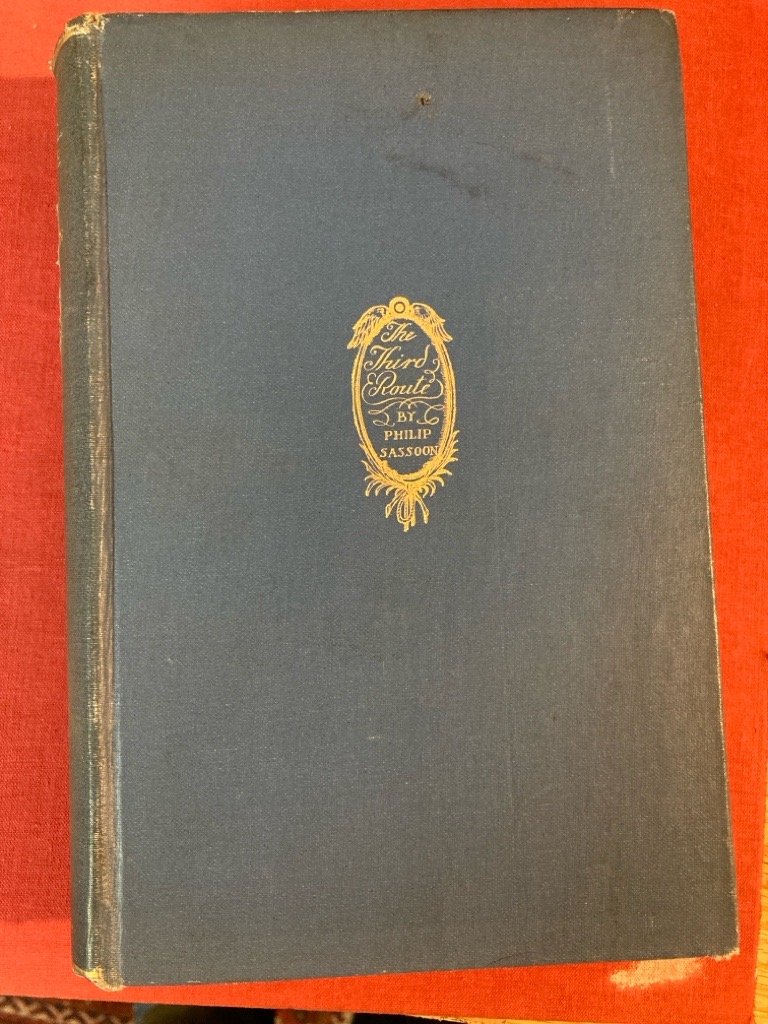 The
Third
Route
BY
PHILIP
SASSOON